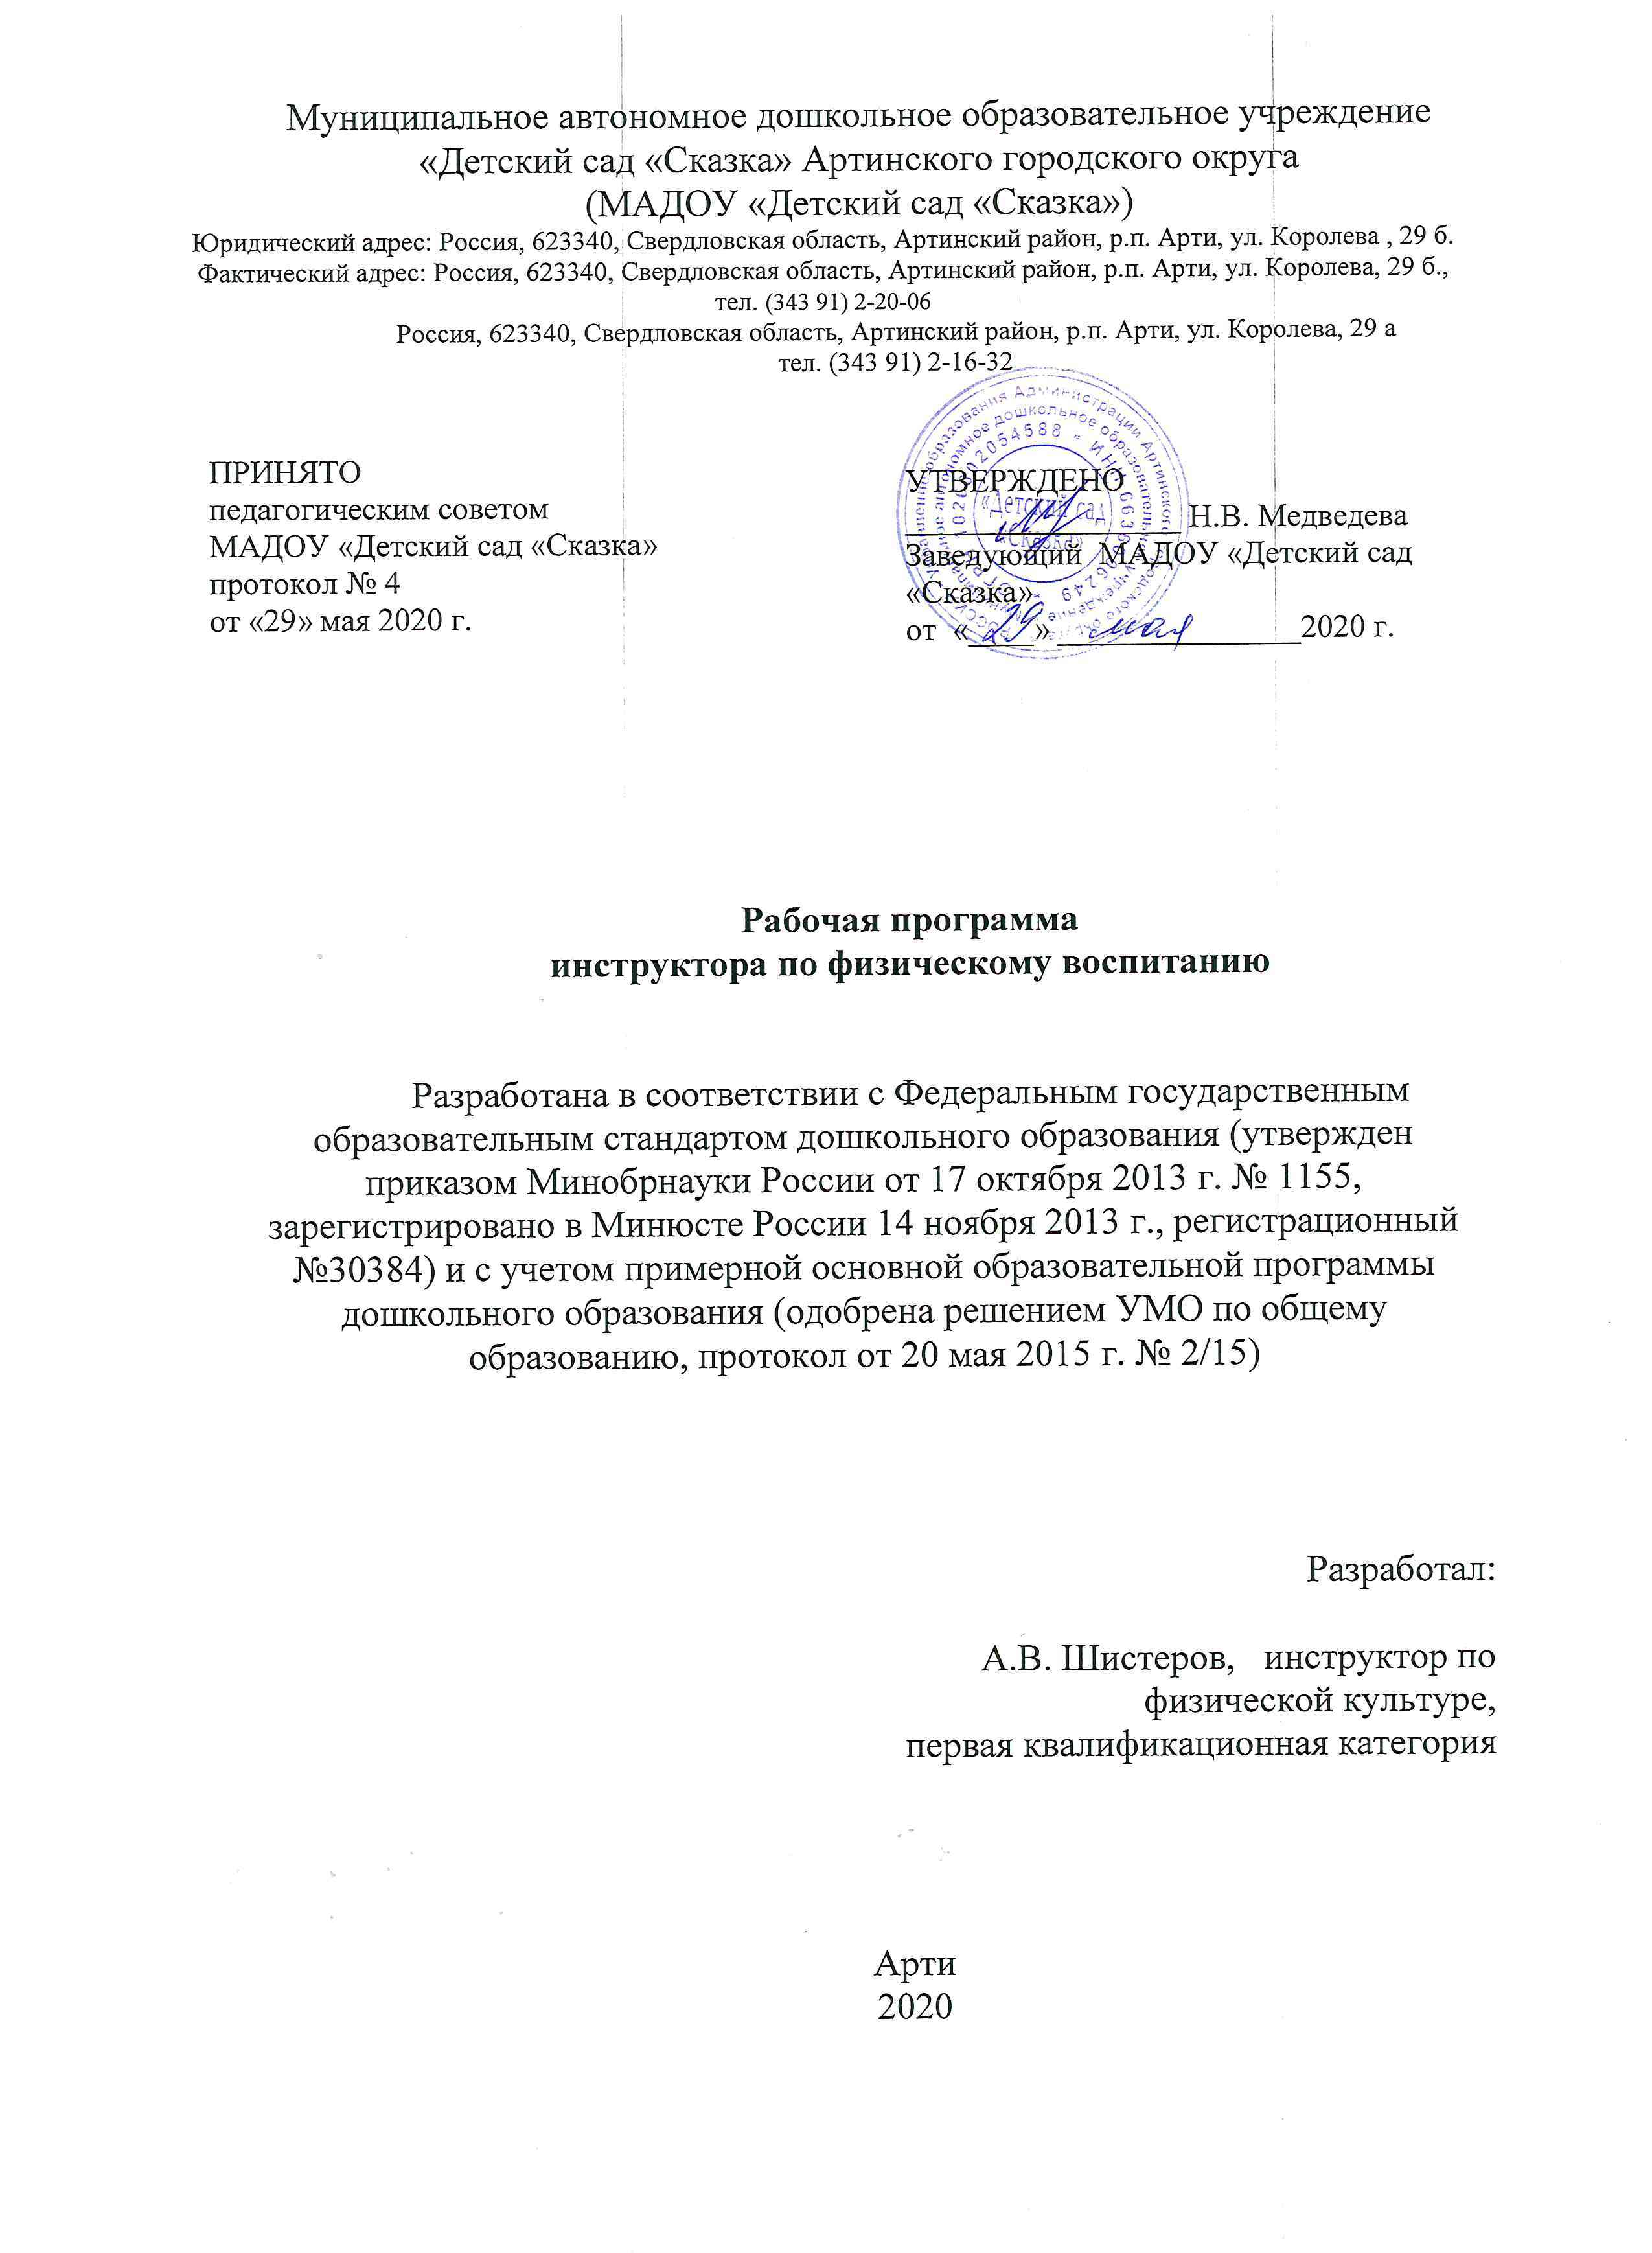 Муниципальное автономное дошкольное образовательное учреждение
«Детский сад «Сказка» Артинского городского округа
(МАДОУ «Детский сад «Сказка»)
Юридический адрес: Россия, 623340, Свердловская область, Артинский район, р.п. Арти, ул. Королева , 29 б.
Фактический адрес: Россия, 623340, Свердловская область, Артинский район, р.п. Арти, ул. Королева, 29 б.,
тел. (343 91) 2-20-06
Россия, 623340, Свердловская область, Артинский район, р.п. Арти, ул. Королева, 29 а
тел. (343 91) 2-16-32
ПРИНЯТО
педагогическим советом
МАДОУ «Детский сад «Сказка»
протокол № 4
от «29» мая 2020 г.
УТВЕРЖДЕНО
Н.В. Медведева
Заведующий МАДОУ «Детский сад
«Сказка»
от «29» мая 2020 г.
«Детский сад
«Сказка»
Рабочая программа
инструктора по физическому воспитанию
Разработана в соответствии с Федеральным государственным
образовательным стандартом дошкольного образования (утвержден
приказом Минобрнауки России от 17 октября 2013 г. № 1155,
зарегистрировано в Минюсте России 14 ноября 2013 г., регистрационный
№30384) и с учетом примерной основной образовательной программы
дошкольного образования (одобрена решением УМО по общему
образованию, протокол от 20 мая 2015 г. № 2/15)
Разработал:
А.В. Шистеров, инструктор по
физической культуре,
первая квалификационная категория
Арти
2020